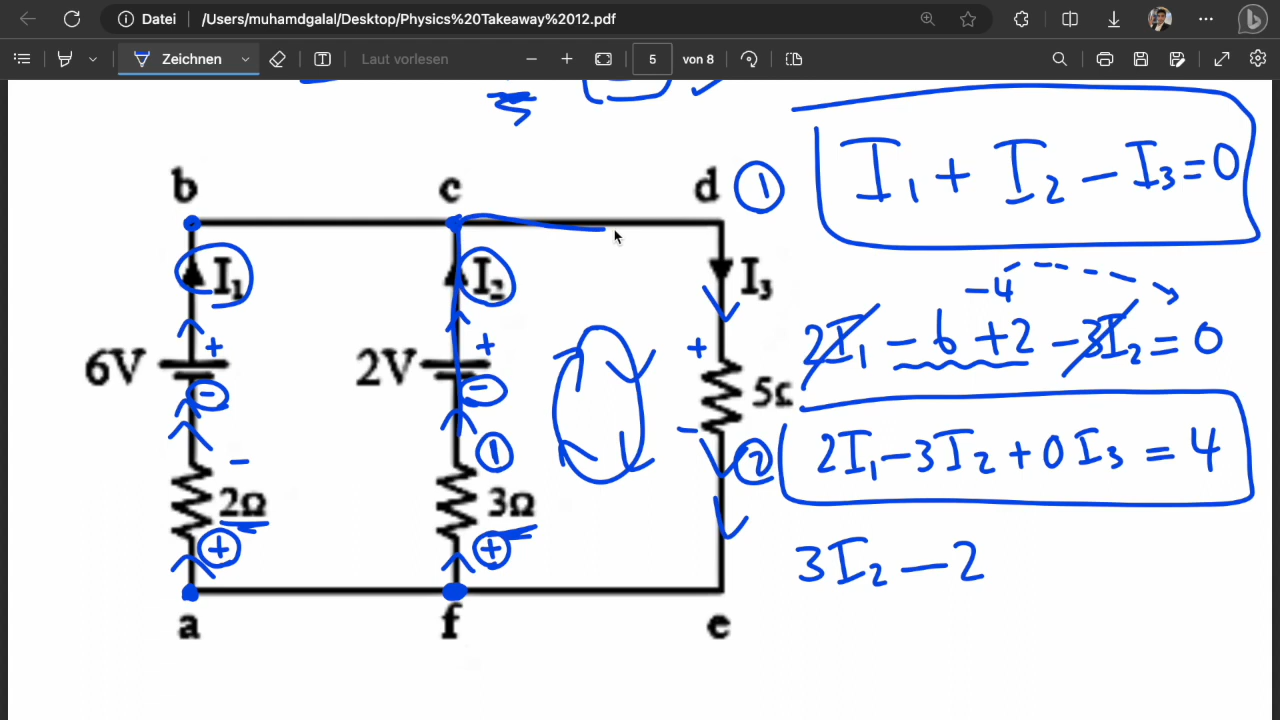 Datei /Users/muhamdgalal/Desktop/Physics%20Takeaway%2012.pdf
Zeichnen Laut vorlesen 5 von 8
① I₁ + I₂ − I₃ = 0
b c d
I₁ I₂ I₃
−4
2I₁ − 6 + 2 − 3I₂ = 0
+ + +
6V 2V 5Ω
− − −
② 2I₁ − 3I₂ + 0I₃ = 4
− ①
2Ω 3Ω
+ +
3I₂ − 2
a f e